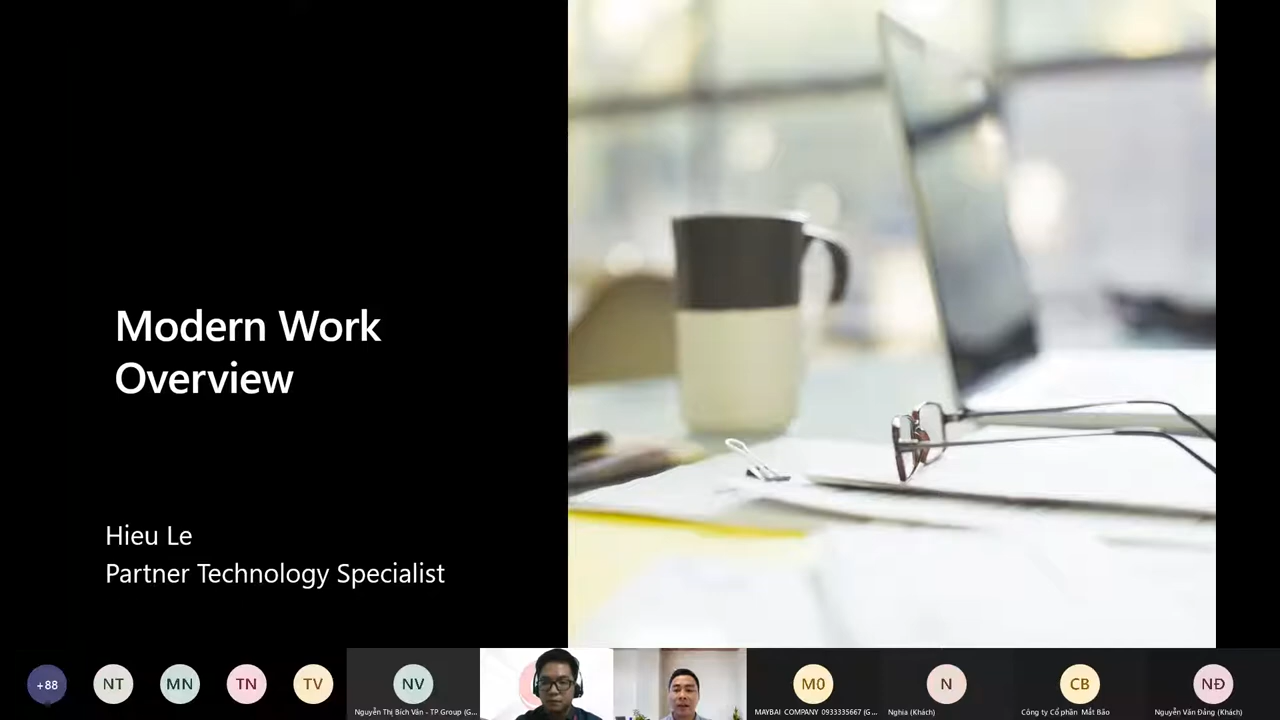 Modern Work
Overview
Hieu Le
Partner Technology Specialist
+88
NT
MN
TN
TV
NV
M0
N
CB
NĐ
Nguyễn Thị Bích Vân - TP Group (G...
MAYBAI COMPANY 0933335667 (G...
Nghia (Khách)
Công ty Cổ phần Mắt Bão
Nguyễn Văn Đảng (Khách)